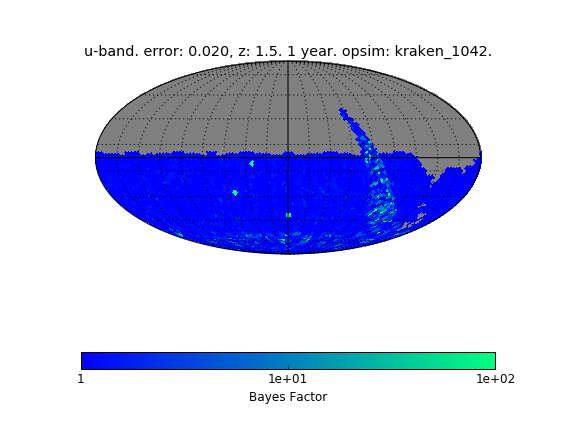 u-band. error: 0.020, z: 1.5. 1 year. opsim: kraken_1042.
1 1e+01 1e+02
Bayes Factor